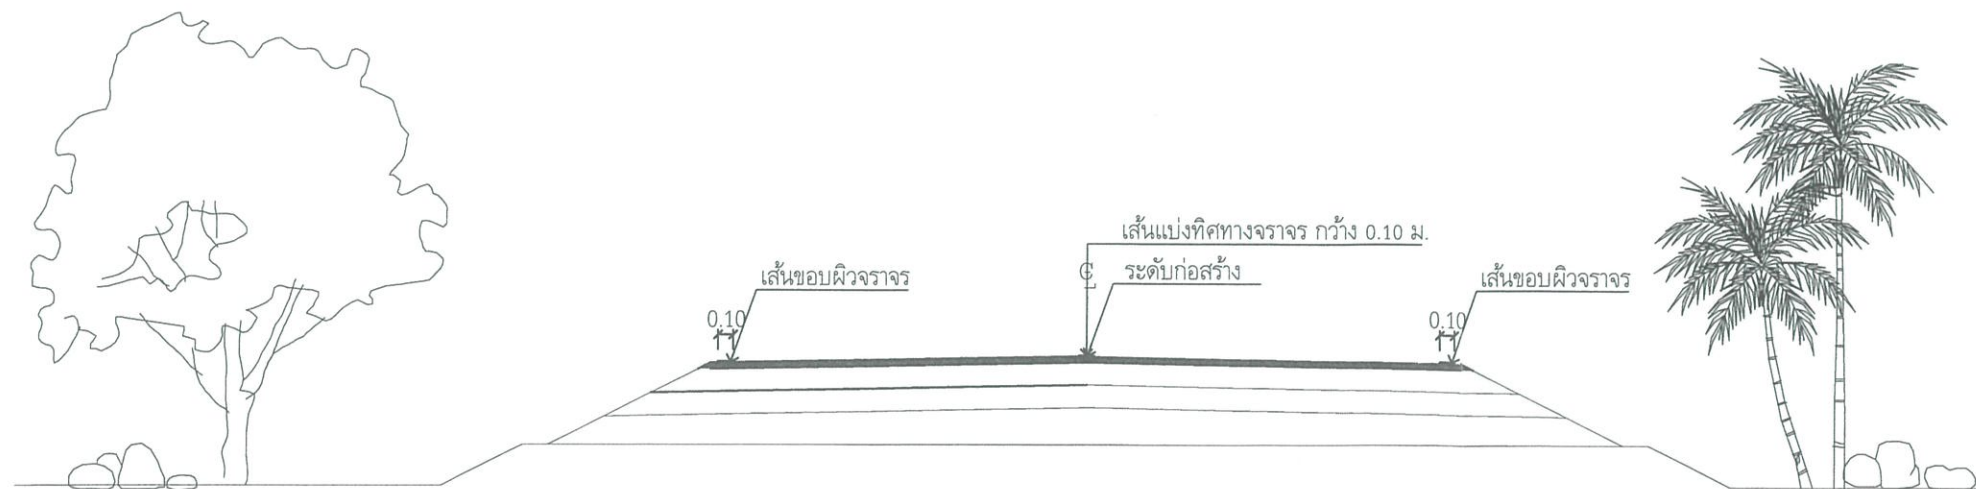 เส้นแบ่งทิศทางจราจร กว้าง 0.10 ม.
℄ ระดับก่อสร้าง
เส้นขอบผิวจราจร
เส้นขอบผิวจราจร
0.10
0.10